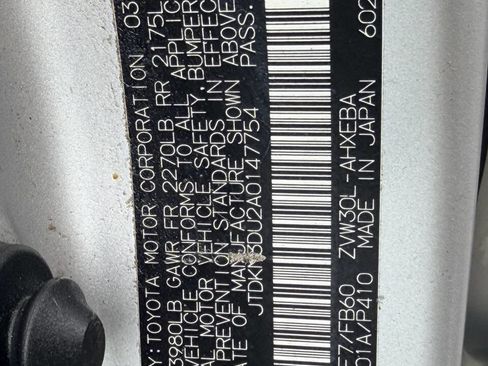 Y:TOYOTA MOTOR CORPORATION 03
3980LB GAWR FR 2270LB RR 2175L
VEHICLE CONFORMS TO ALL APPLIC
AL MOTOR VEHICLE SAFETY, BUMPER
PREVENTION STANDARDS IN EFFEC
ATE OF MANUFACTURE SHOWN ABOVE
PASS.
F7/FB60 ZVW30L-AHXEBA
01A/P410 MADE IN JAPAN 602